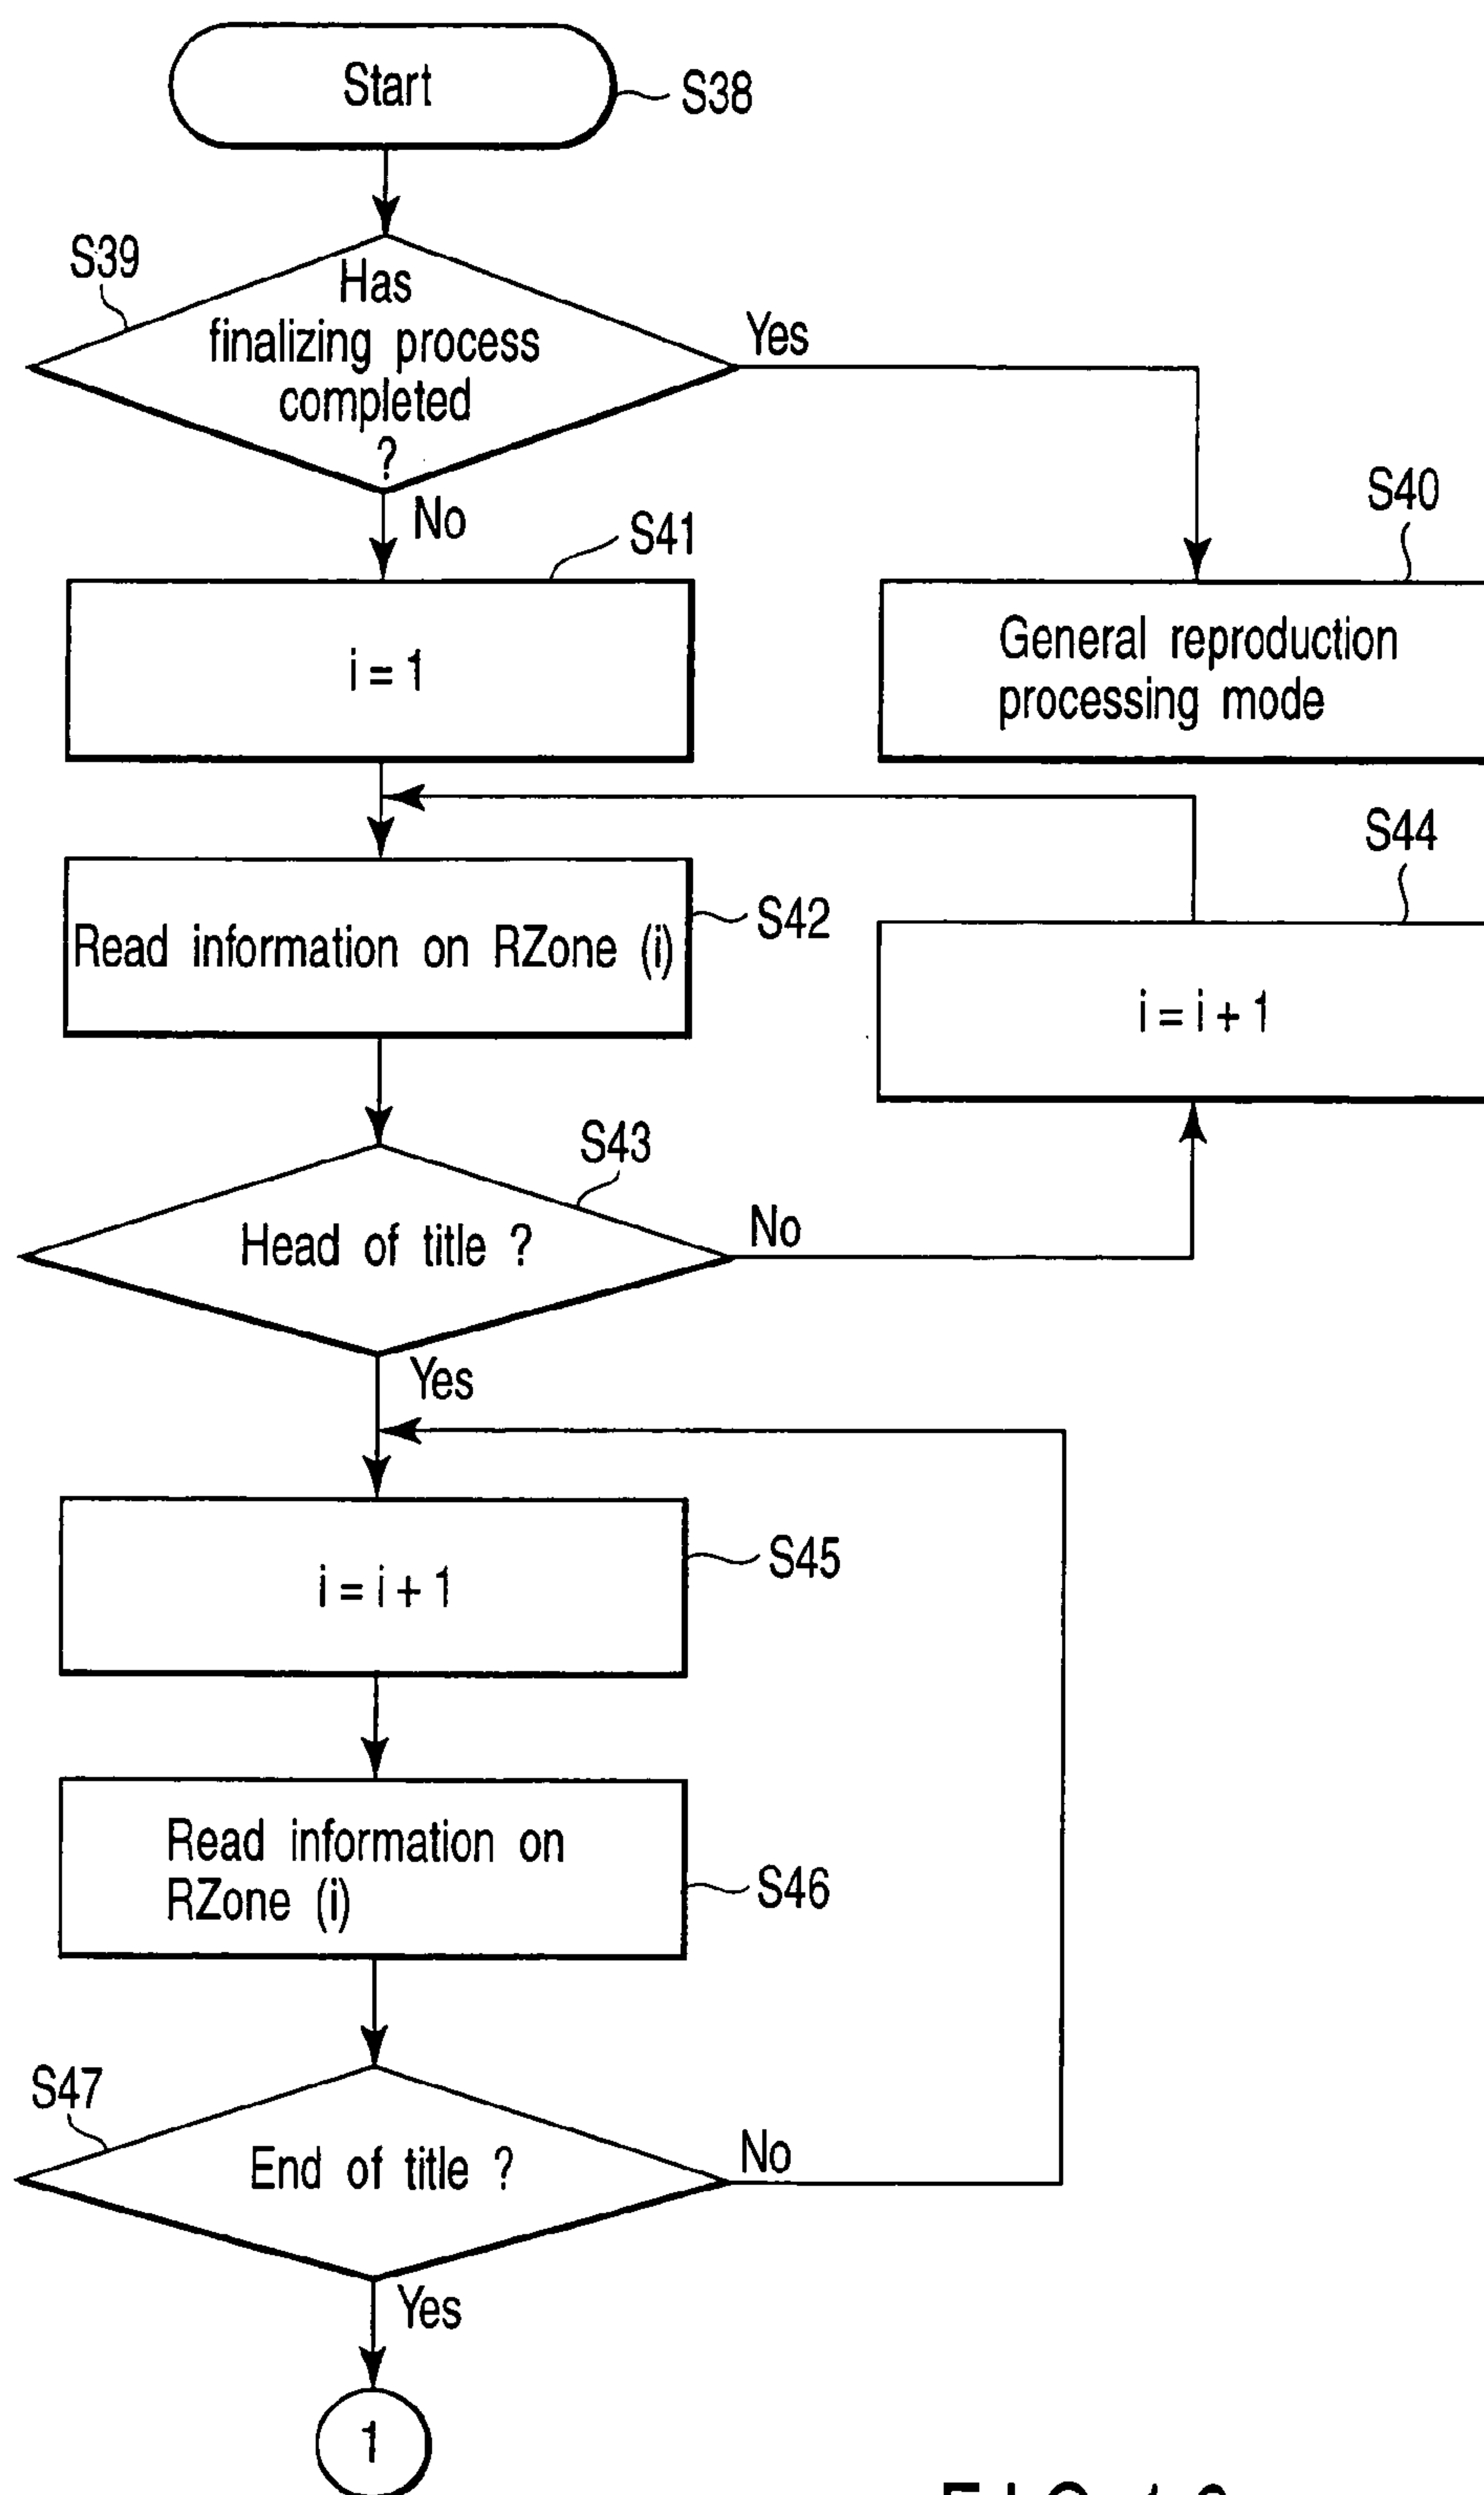 Start
S38
S39
Has
finalizing process
completed
?
Yes
No
S41
S40
i = 1
General reproduction
processing mode
S44
Read information on RZone (i)
S42
i = i + 1
S43
Head of title ?
No
Yes
i = i + 1
S45
Read information on
RZone (i)
S46
S47
End of title ?
No
Yes
1